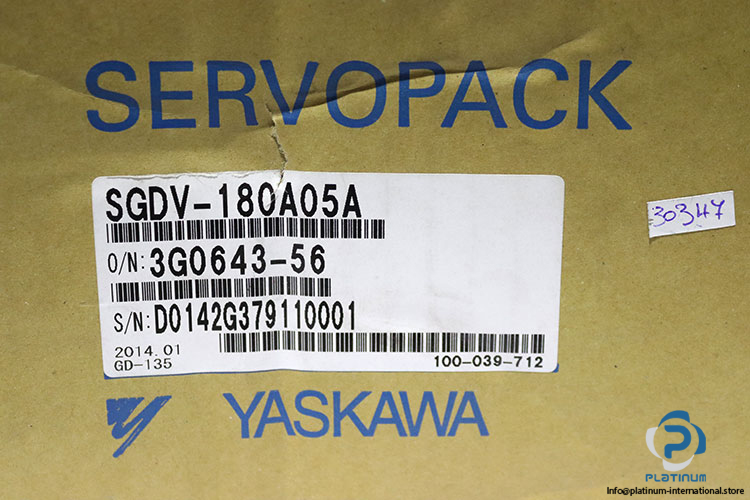 SERVOPACK
SGDV-180A05A
O/N: 3G0643-56
S/N: D0142G379110001
2014.01
GD-135
100-039-712
YASKAWA
30347
PLATINUM
Info@platinum-international.store